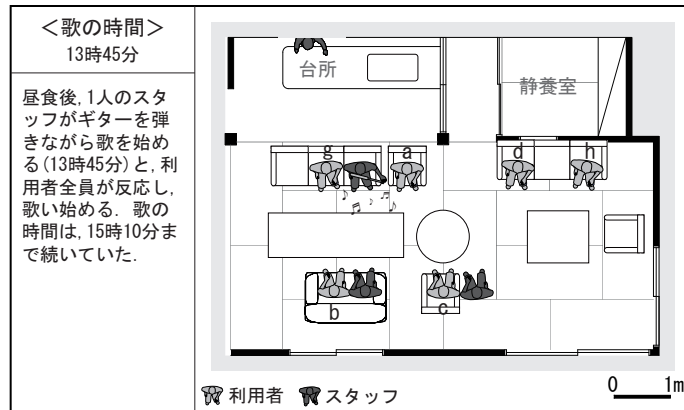 ＜歌の時間＞
13時45分
昼食後，1人のスタ
ッフがギターを弾
きながら歌を始め
る(13時45分)と，利
用者全員が反応し，
歌い始める．歌の
時間は，15時10分ま
で続いていた．
台所
静養室
g
a
d
h
b
c
利用者
スタッフ
0
1m